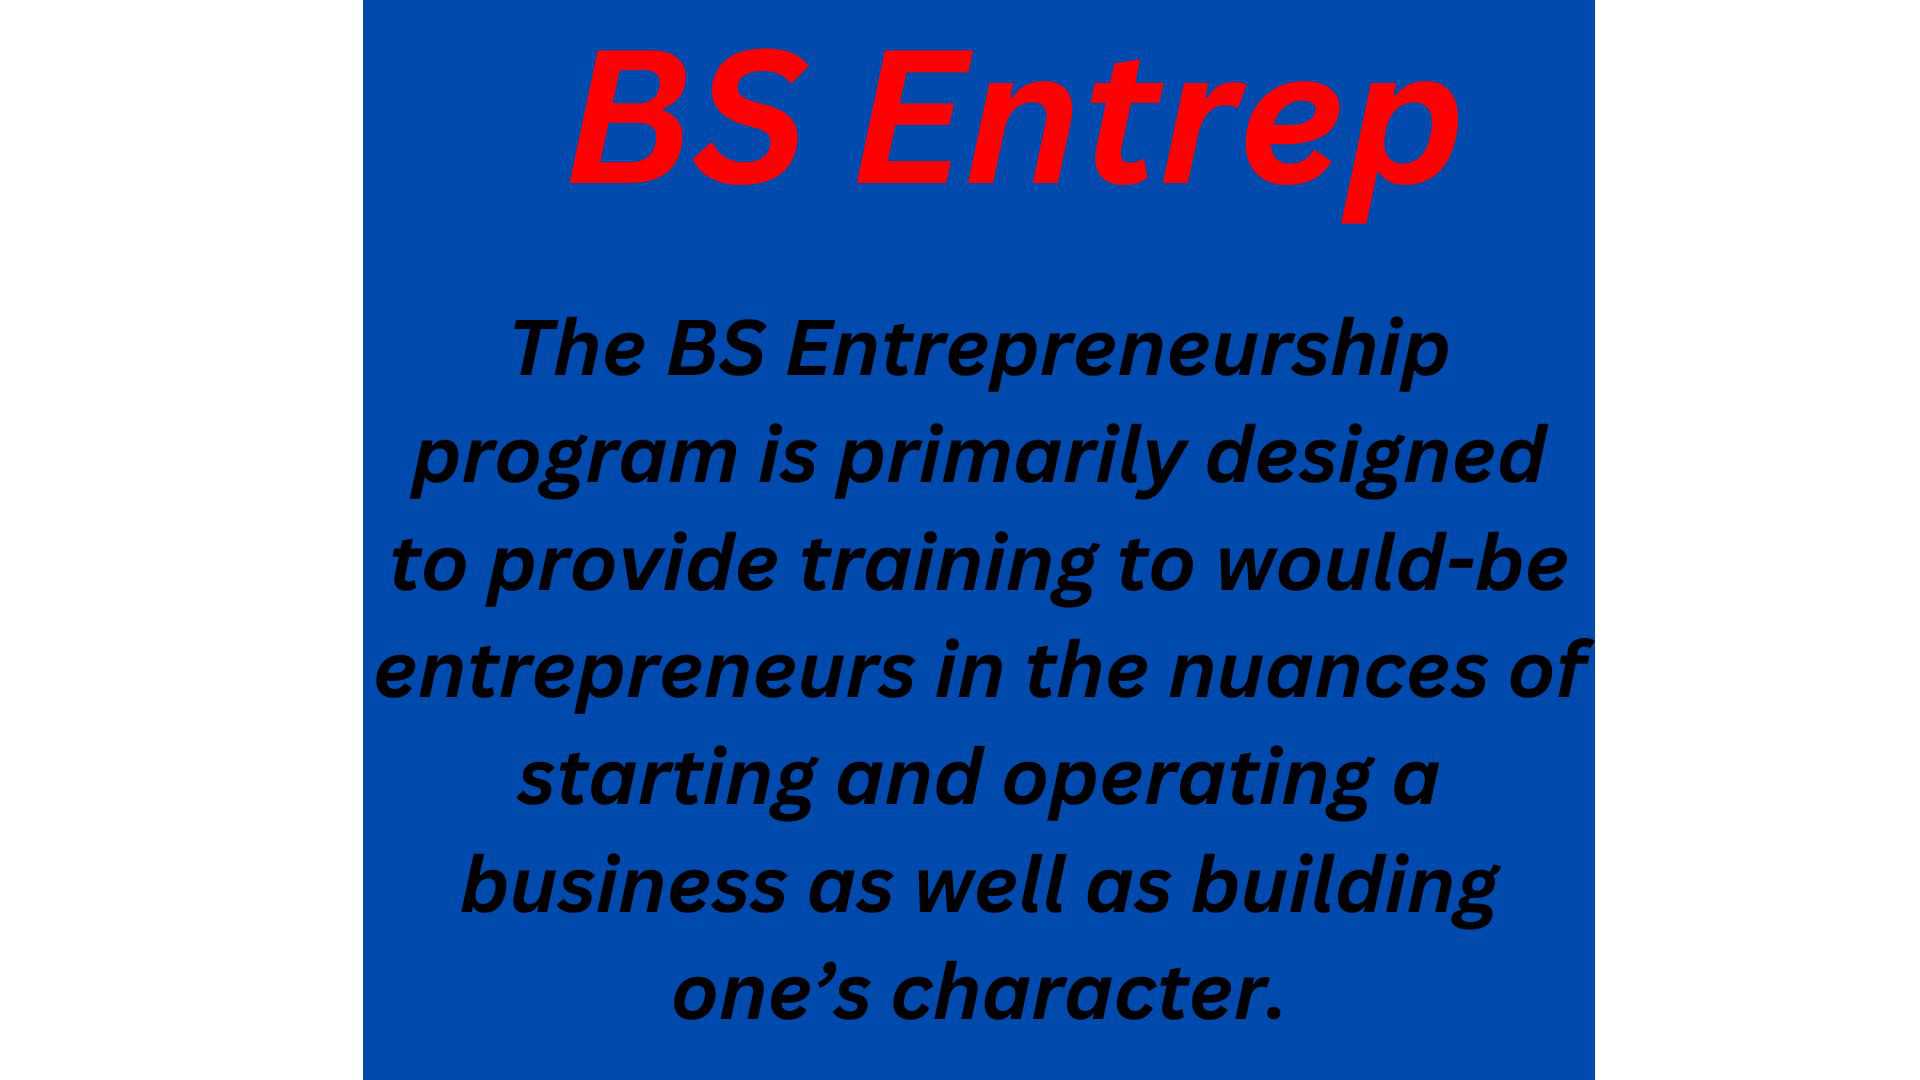 BS Entrep
The BS Entrepreneurship
program is primarily designed
to provide training to would-be
entrepreneurs in the nuances of
starting and operating a
business as well as building
one’s character.